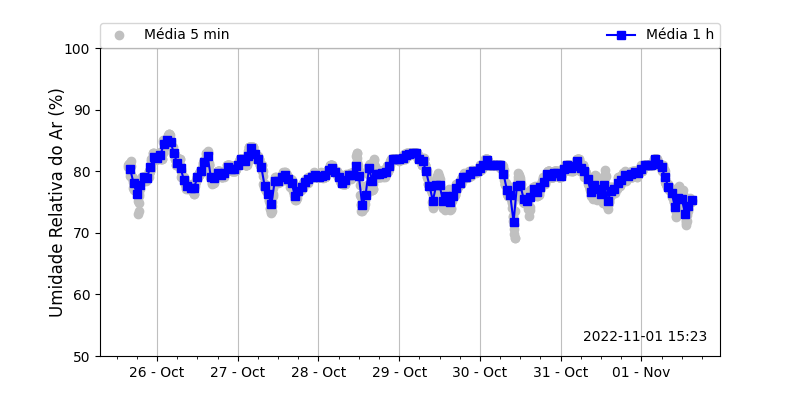 Média 5 min
Média 1 h
100
90
80
70
60
50
Umidade Relativa do Ar (%)
2022-11-01 15:23
26 - Oct
27 - Oct
28 - Oct
29 - Oct
30 - Oct
31 - Oct
01 - Nov